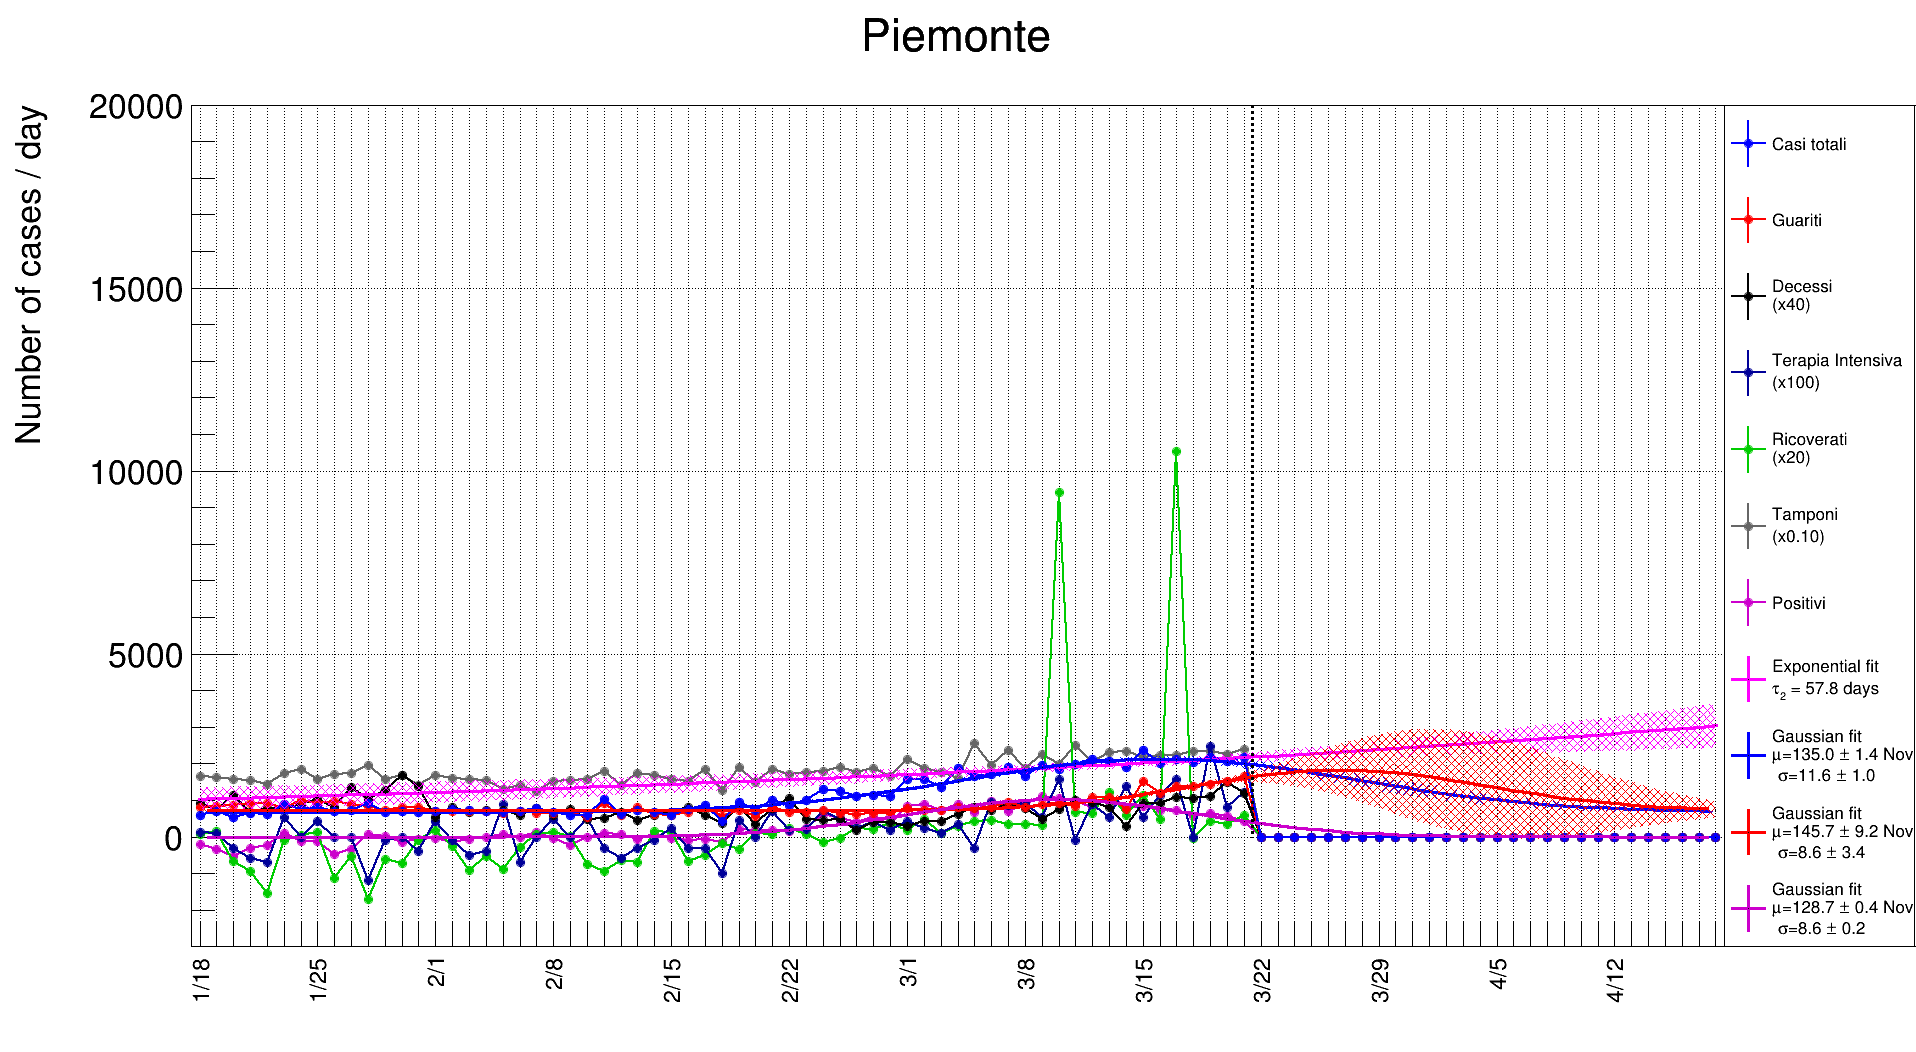 Piemonte
Number of cases / day
20000
15000
10000
5000
0
1/18
1/25
2/1
2/8
2/15
2/22
3/1
3/8
3/15
3/22
3/29
4/5
4/12
Casi totali
Guariti
Decessi
(x40)
Terapia Intensiva
(x100)
Ricoverati
(x20)
Tamponi
(x0.10)
Positivi
Exponential fit
τ2 = 57.8 days
Gaussian fit
μ=135.0 ± 1.4 Nov
σ=11.6 ± 1.0
Gaussian fit
μ=145.7 ± 9.2 Nov
σ=8.6 ± 3.4
Gaussian fit
μ=128.7 ± 0.4 Nov
σ=8.6 ± 0.2